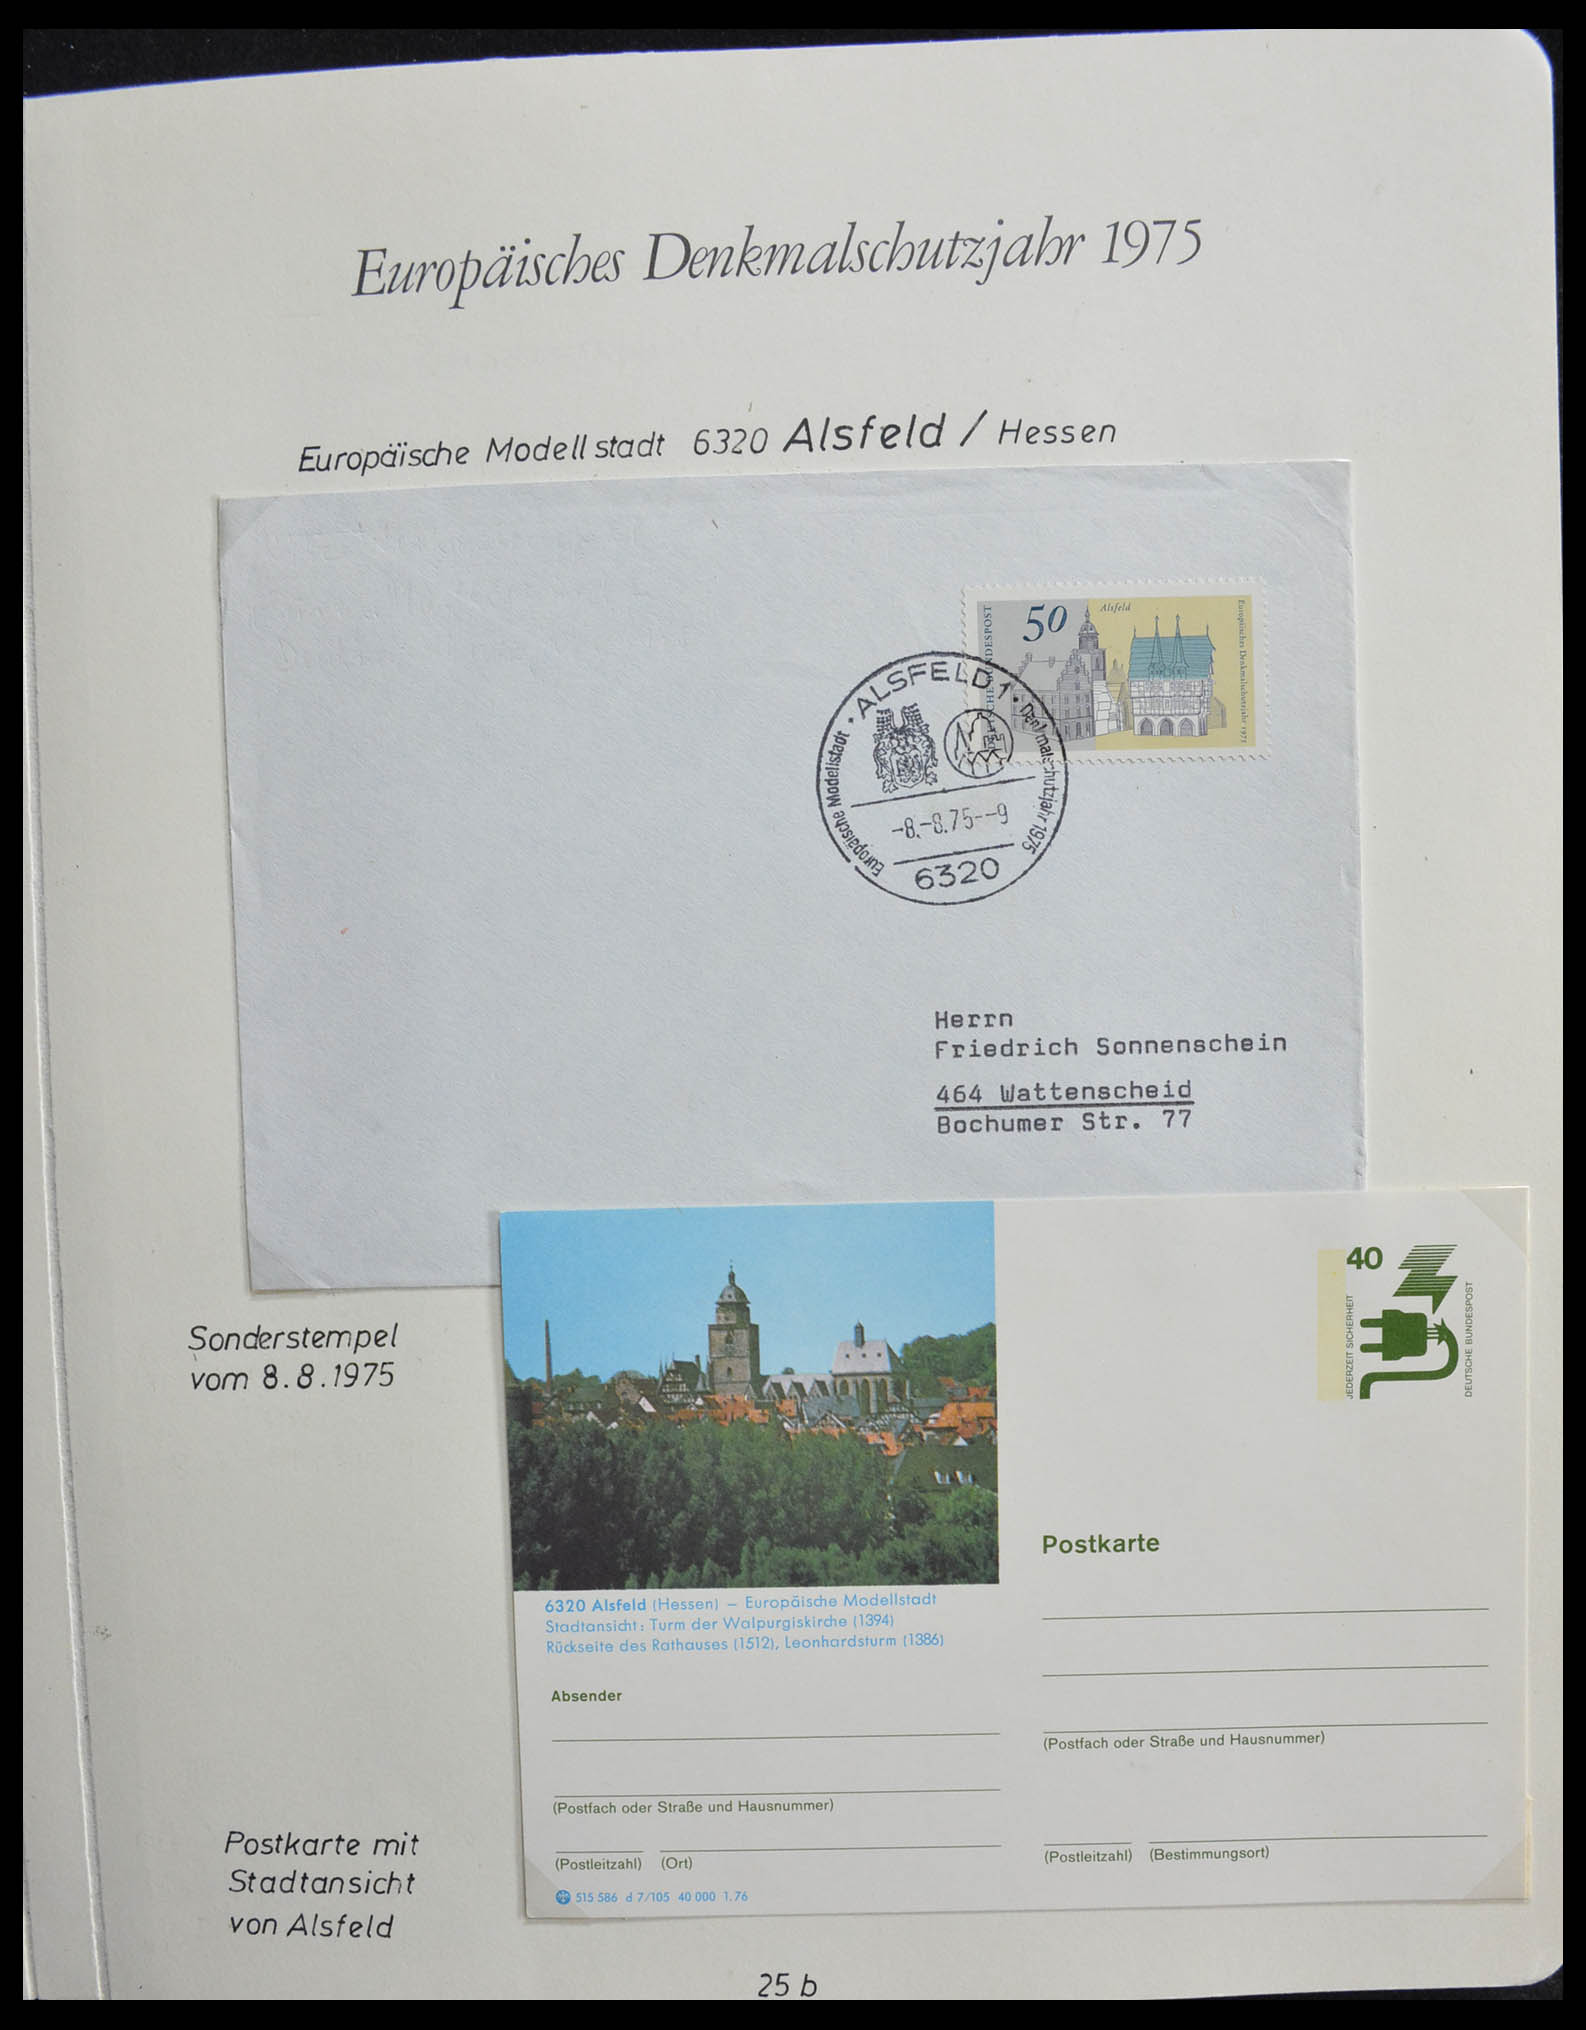 Europäisches Denkmalschutzjahr 1975
Europäische Modellstadt 6320 Alsfeld / Hessen
50
Alsfeld
DEUTSCHE BUNDESPOST
Europäisches Denkmalschutzjahr 1975
ALSFELD 1
Europäische Modellstadt
Denkmalschutzjahr 1975
-8.-8.75--9
6320
Herrn
Friedrich Sonnenschein
464 Wattenscheid
Bochumer Str. 77
Sonderstempel
vom 8.8.1975
40
JEDERZEIT SICHERHEIT
DEUTSCHE BUNDESPOST
Postkarte
6320 Alsfeld (Hessen) – Europäische Modellstadt
Stadtansicht: Turm der Walpurgiskirche (1394)
Rückseite des Rathauses (1512), Leonhardsturm (1386)
Absender
(Postfach oder Straße und Hausnummer)
(Postfach oder Straße und Hausnummer)
(Postleitzahl) (Ort)
(Postleitzahl) (Bestimmungsort)
515 586 d 7/105 40 000 1.76
Postkarte mit
Stadtansicht
von Alsfeld
25 b